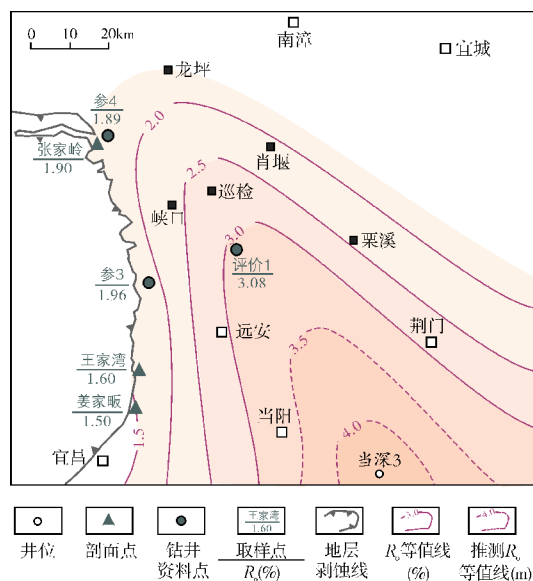 0 10 20km
南漳
宜城
龙坪
参4
1.89
张家岭
1.90
2.0
肖堰
2.5
巡检
峡口
3.0
栗溪
评价1
3.08
参3
1.96
远安
荆门
3.5
王家湾
1.60
姜家畈
1.50
当阳
4.0
1.5
宜昌
当深3
王家湾
1.60
-3.0
-4.0
井位
剖面点
钻井
资料点
取样点
Ro(%)
地层
剥蚀线
Ro等值线
(%)
推测Ro
等值线(m)